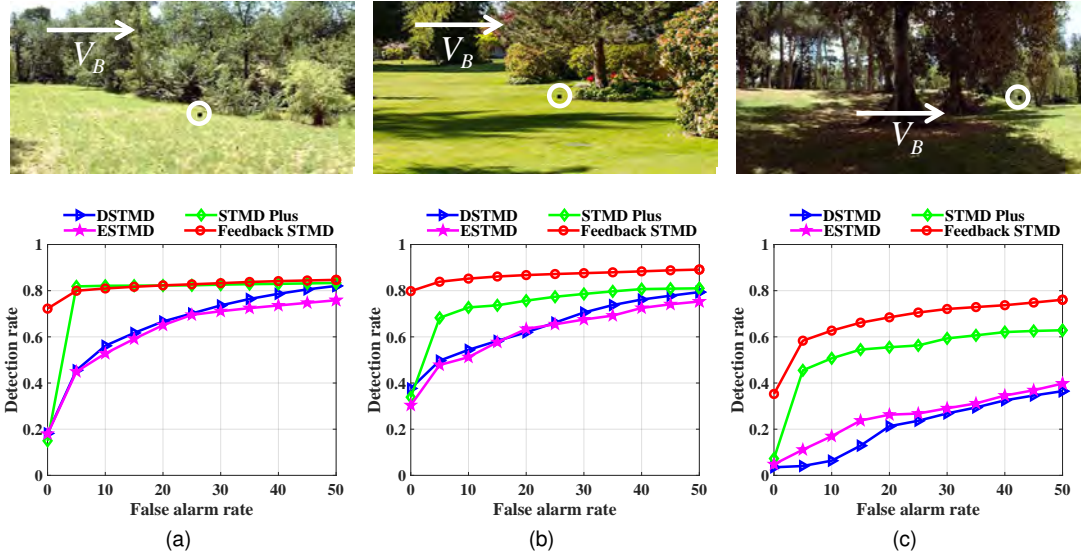 V_B
V_B
V_B
DSTMD STMD Plus
ESTMD Feedback STMD
1
0.8
0.6
0.4
0.2
0
Detection rate
0 10 20 30 40 50
False alarm rate
(a)
DSTMD STMD Plus
ESTMD Feedback STMD
1
0.8
0.6
0.4
0.2
0
Detection rate
0 10 20 30 40 50
False alarm rate
(b)
DSTMD STMD Plus
ESTMD Feedback STMD
1
0.8
0.6
0.4
0.2
0
Detection rate
0 10 20 30 40 50
False alarm rate
(c)